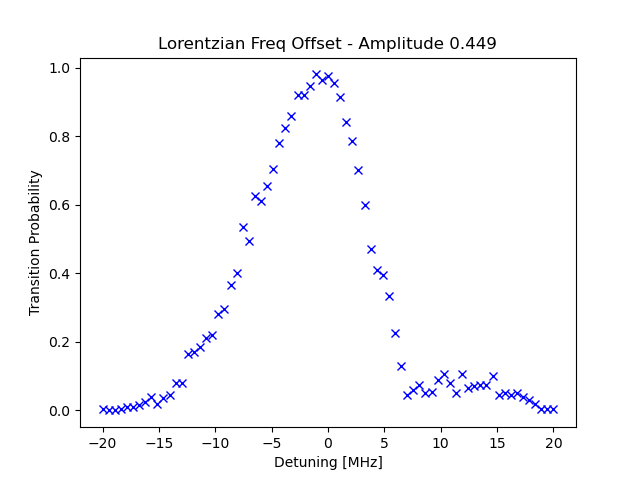 Lorentzian Freq Offset - Amplitude 0.449
1.0
0.8
0.6
0.4
0.2
0.0
Transition Probability
−20 −15 −10 −5 0 5 10 15 20
Detuning [MHz]